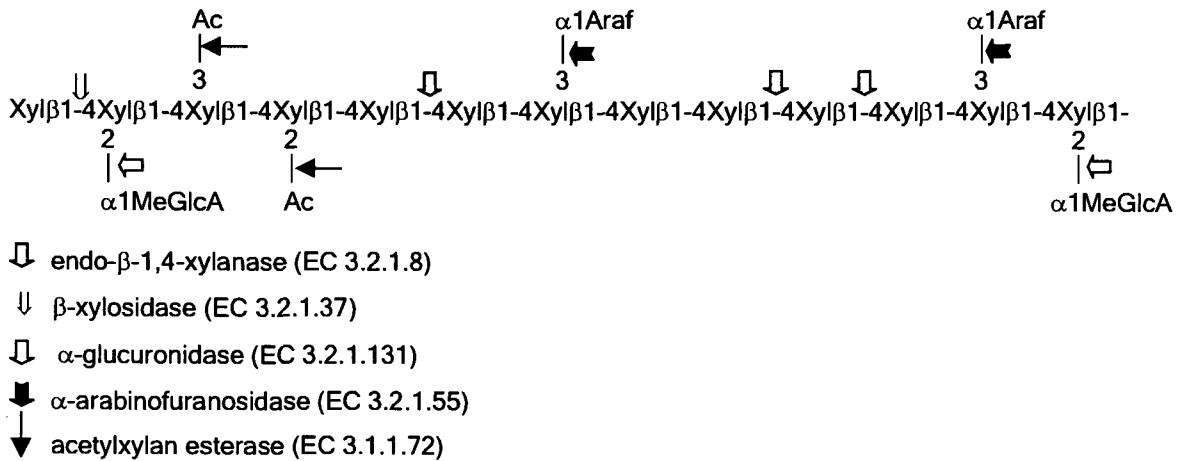 Ac α1Araf α1Araf
3 3 3
Xylβ1-4Xylβ1-4Xylβ1-4Xylβ1-4Xylβ1-4Xylβ1-4Xylβ1-4Xylβ1-4Xylβ1-4Xylβ1-4Xylβ1-4Xylβ1-4Xylβ1-
2 2 2
α1MeGlcA Ac α1MeGlcA
endo-β-1,4-xylanase (EC 3.2.1.8)
β-xylosidase (EC 3.2.1.37)
α-glucuronidase (EC 3.2.1.131)
α-arabinofuranosidase (EC 3.2.1.55)
acetylxylan esterase (EC 3.1.1.72)